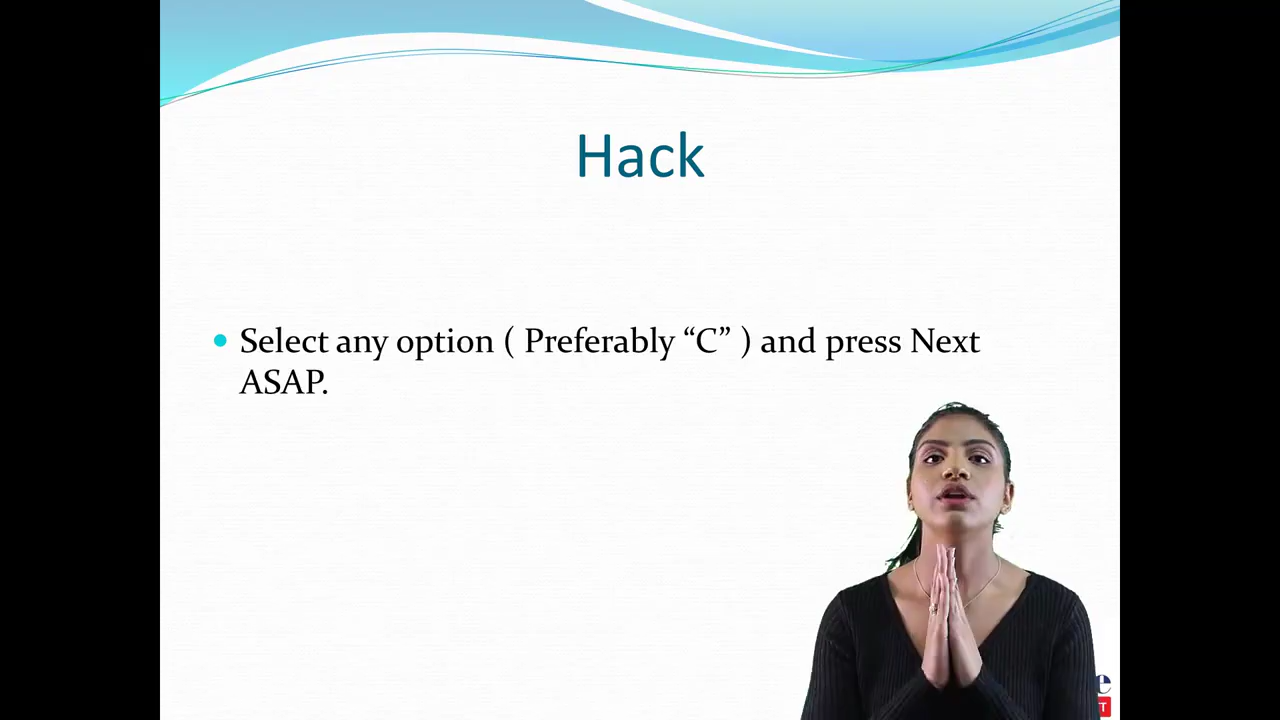 Hack
• Select any option ( Preferably “C” ) and press Next
ASAP.
e
T